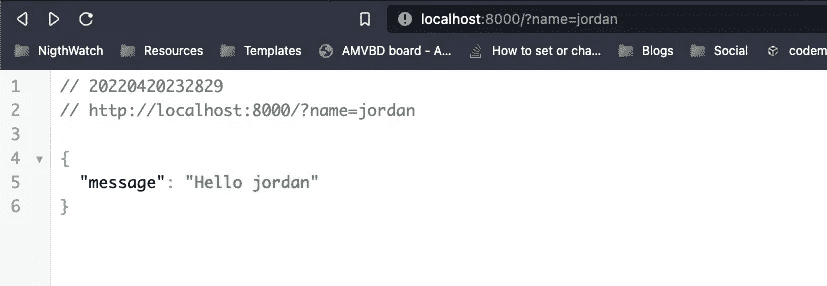 localhost:8000/?name=jordan
NigthWatch Resources Templates AMVBD board - A... How to set or cha... Blogs Social codem
1 // 20220420232829
2 // http://localhost:8000/?name=jordan
3
4 {
5 "message": "Hello jordan"
6 }